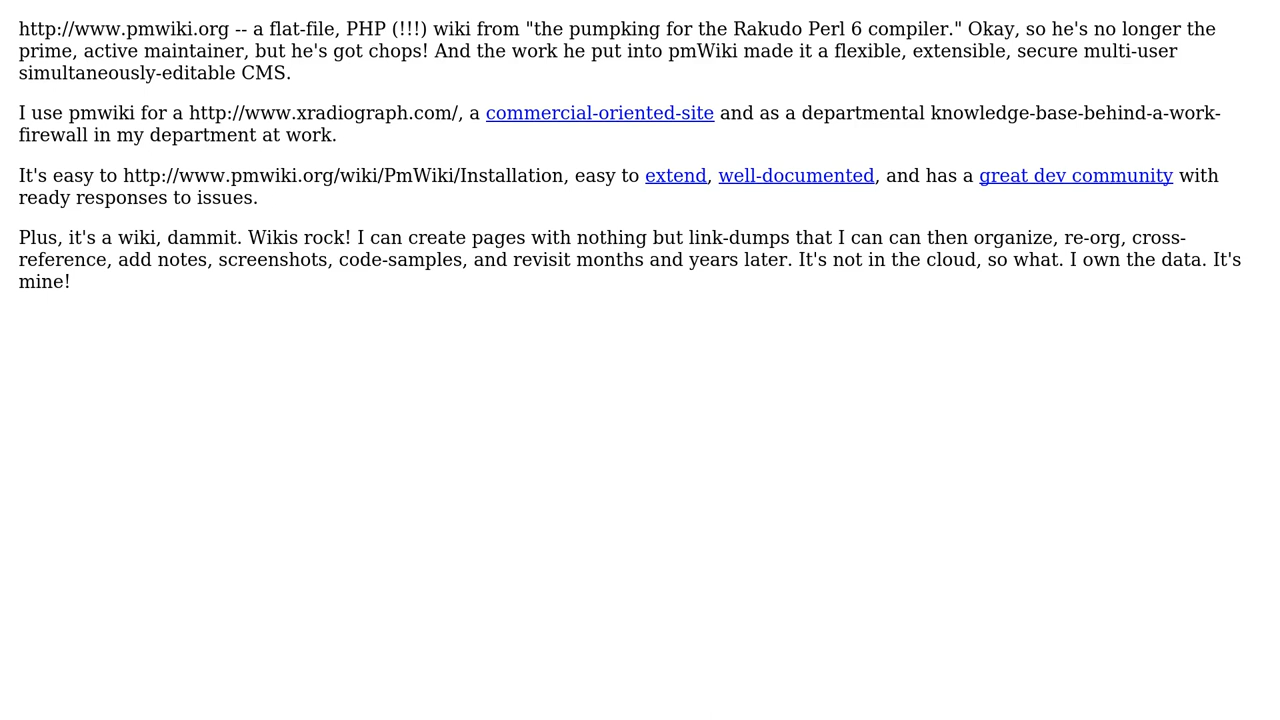 http://www.pmwiki.org -- a flat-file, PHP (!!!) wiki from "the pumpking for the Rakudo Perl 6 compiler." Okay, so he's no longer the
prime, active maintainer, but he's got chops! And the work he put into pmWiki made it a flexible, extensible, secure multi-user
simultaneously-editable CMS.
I use pmwiki for a http://www.xradiograph.com/, a commercial-oriented-site and as a departmental knowledge-base-behind-a-work-
firewall in my department at work.
It's easy to http://www.pmwiki.org/wiki/PmWiki/Installation, easy to extend, well-documented, and has a great dev community with
ready responses to issues.
Plus, it's a wiki, dammit. Wikis rock! I can create pages with nothing but link-dumps that I can can then organize, re-org, cross-
reference, add notes, screenshots, code-samples, and revisit months and years later. It's not in the cloud, so what. I own the data. It's
mine!